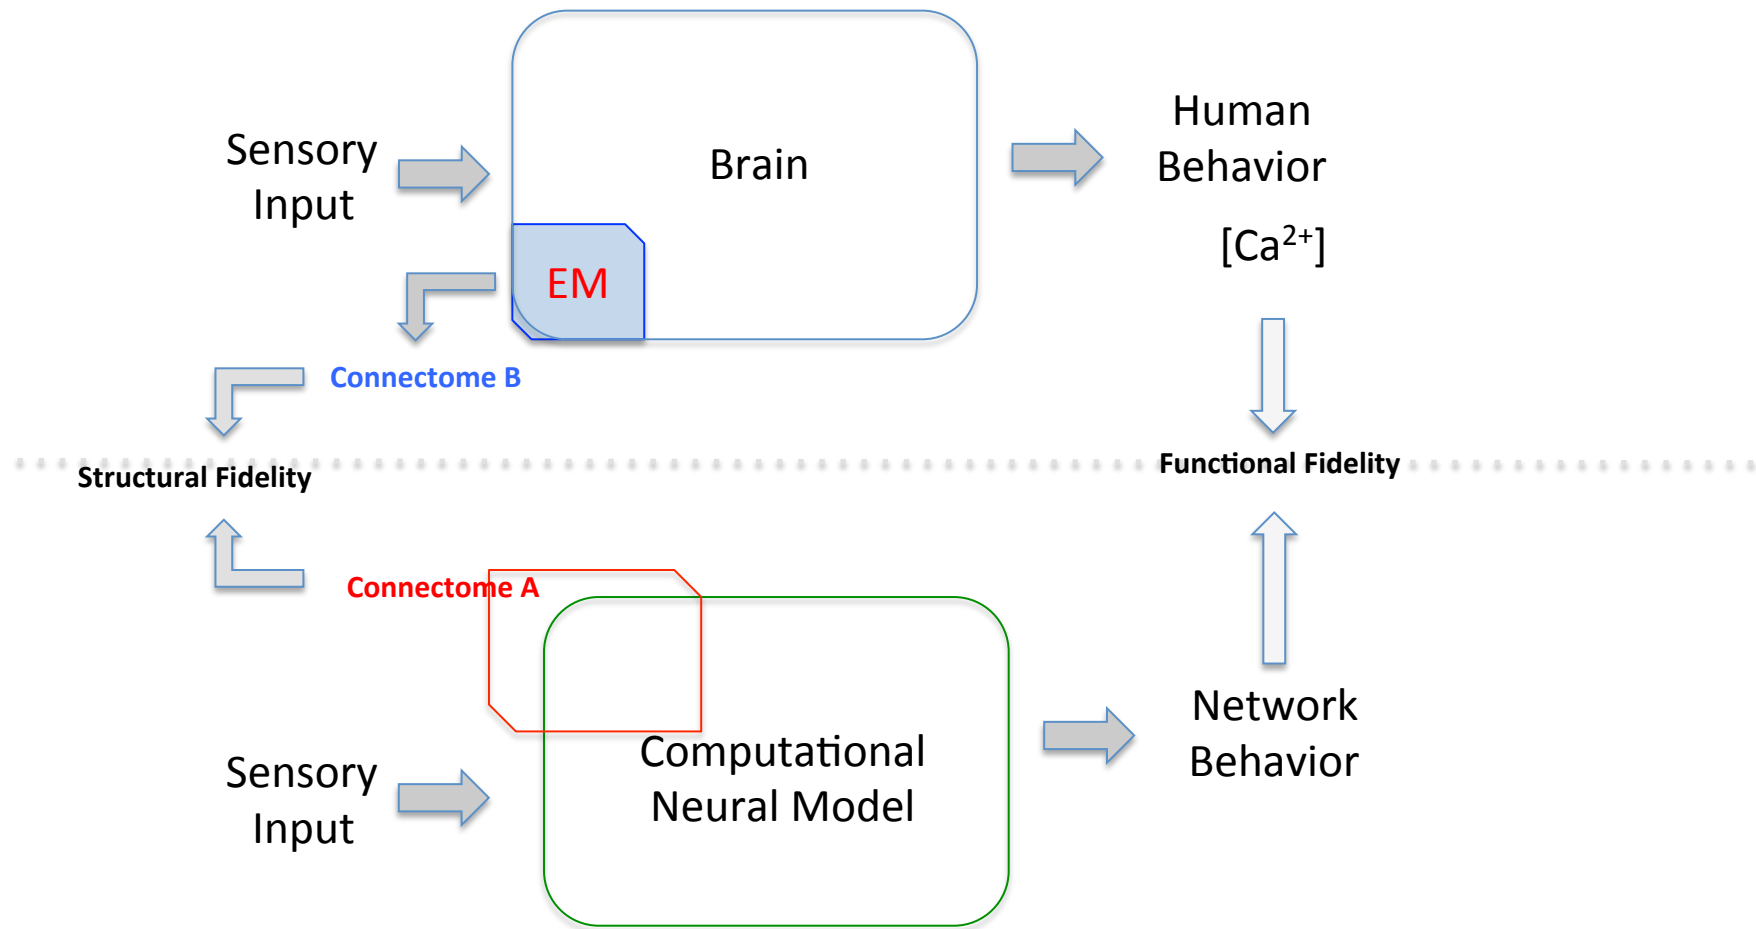 Sensory
Input
Brain
Human
Behavior
[Ca²⁺]
EM
Connectome B
Structural Fidelity
Functional Fidelity
Connectome A
Sensory
Input
Computational
Neural Model
Network
Behavior